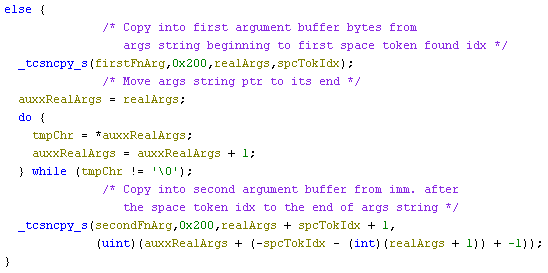 else {
/* Copy into first argument buffer bytes from
args string beginning to first space token found idx */
_tcsncpy_s(firstFnArg,0x200,realArgs,spcTokIdx);
/* Move args string ptr to its end */
auxxRealArgs = realArgs;
do {
tmpChr = *auxxRealArgs;
auxxRealArgs = auxxRealArgs + 1;
} while (tmpChr != '\0');
/* Copy into second argument buffer from imm. after
the space token idx to the end of args string */
_tcsncpy_s(secondFnArg,0x200,realArgs + spcTokIdx + 1,
(uint)(auxxRealArgs + (-spcTokIdx - (int)(realArgs + 1)) + -1));
}